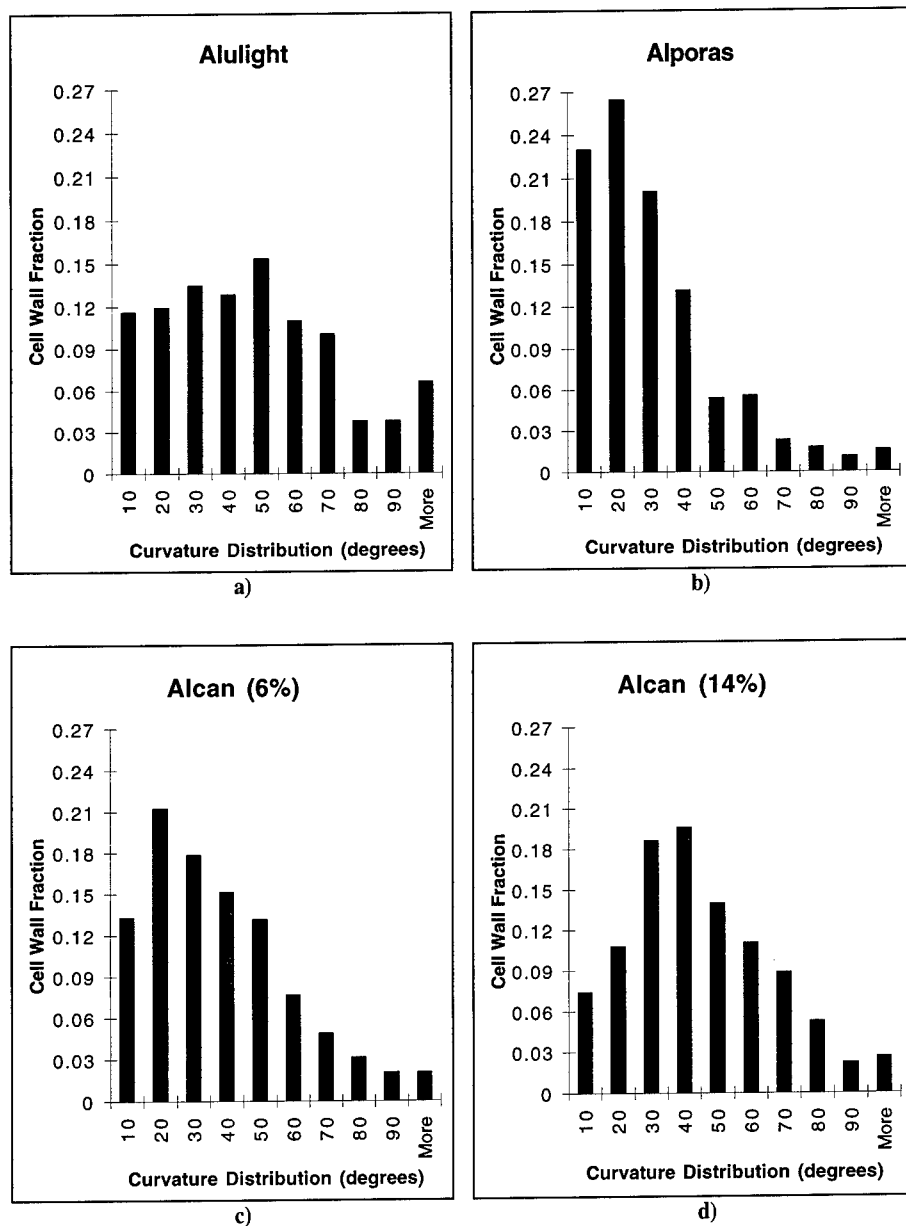 Alulight
0.27
0.24
0.21
0.18
0.15
0.12
0.09
0.06
0.03
0
Cell Wall Fraction
10 20 30 40 50 60 70 80 90 More
Curvature Distribution (degrees)
a)
Alporas
0.27
0.24
0.21
0.18
0.15
0.12
0.09
0.06
0.03
0
Cell Wall Fraction
10 20 30 40 50 60 70 80 90 More
Curvature Distribution (degrees)
b)
Alcan (6%)
0.27
0.24
0.21
0.18
0.15
0.12
0.09
0.06
0.03
0
Cell Wall Fraction
10 20 30 40 50 60 70 80 90 More
Curvature Distribution (degrees)
c)
Alcan (14%)
0.27
0.24
0.21
0.18
0.15
0.12
0.09
0.06
0.03
0
Cell Wall Fraction
10 20 30 40 50 60 70 80 90 More
Curvature Distribution (degrees)
d)